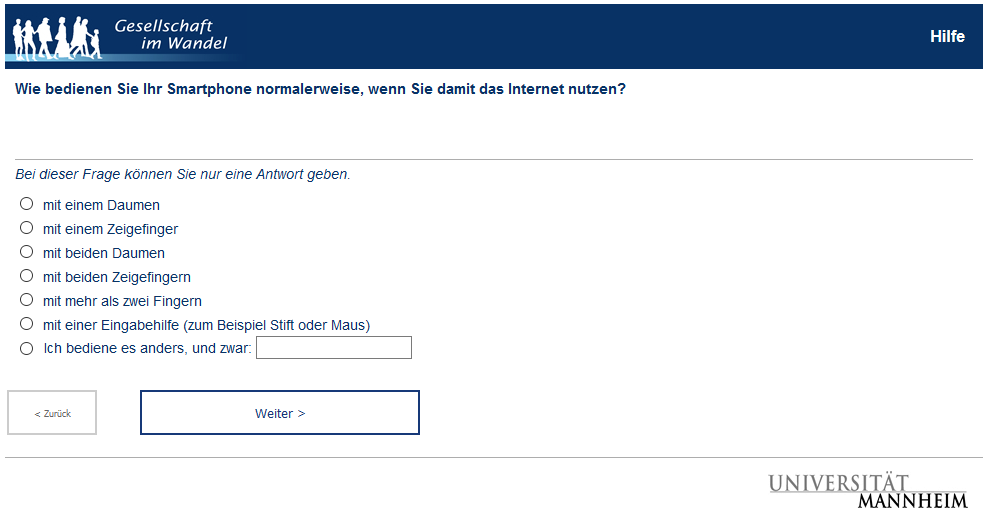 Gesellschaft
im Wandel
Hilfe
Wie bedienen Sie Ihr Smartphone normalerweise, wenn Sie damit das Internet nutzen?
Bei dieser Frage können Sie nur eine Antwort geben.
mit einem Daumen
mit einem Zeigefinger
mit beiden Daumen
mit beiden Zeigefingern
mit mehr als zwei Fingern
mit einer Eingabehilfe (zum Beispiel Stift oder Maus)
Ich bediene es anders, und zwar:
< Zurück
Weiter >
UNIVERSITÄT
MANNHEIM